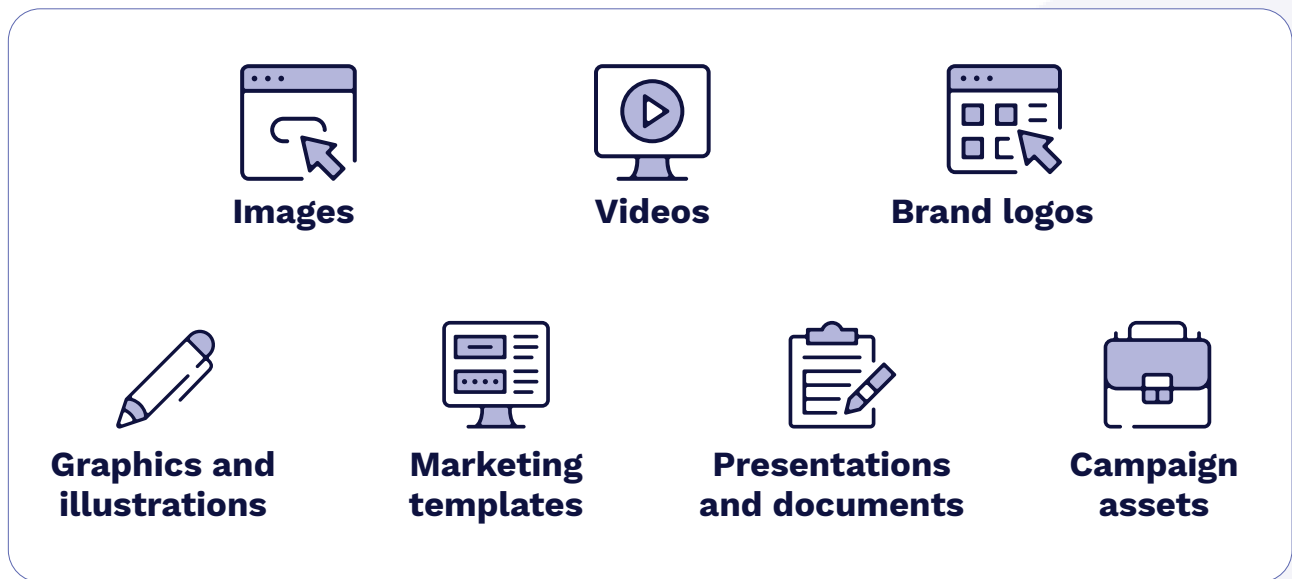 Images
Videos
Brand logos
Graphics and
illustrations
Marketing
templates
Presentations
and documents
Campaign
assets